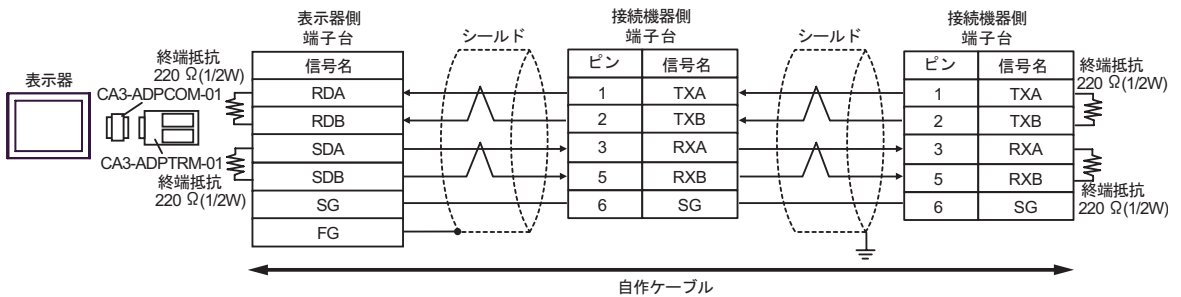 表示器
CA3-ADPCOM-01
CA3-ADPTRM-01
終端抵抗
220 Ω(1/2W)
終端抵抗
220 Ω(1/2W)
表示器側
端子台
信号名
RDA
RDB
SDA
SDB
SG
FG
シールド
接続機器側
端子台
ピン 信号名
1 TXA
2 TXB
3 RXA
5 RXB
6 SG
シールド
接続機器側
端子台
ピン 信号名
1 TXA
2 TXB
3 RXA
5 RXB
6 SG
終端抵抗
220 Ω(1/2W)
終端抵抗
220 Ω(1/2W)
自作ケーブル